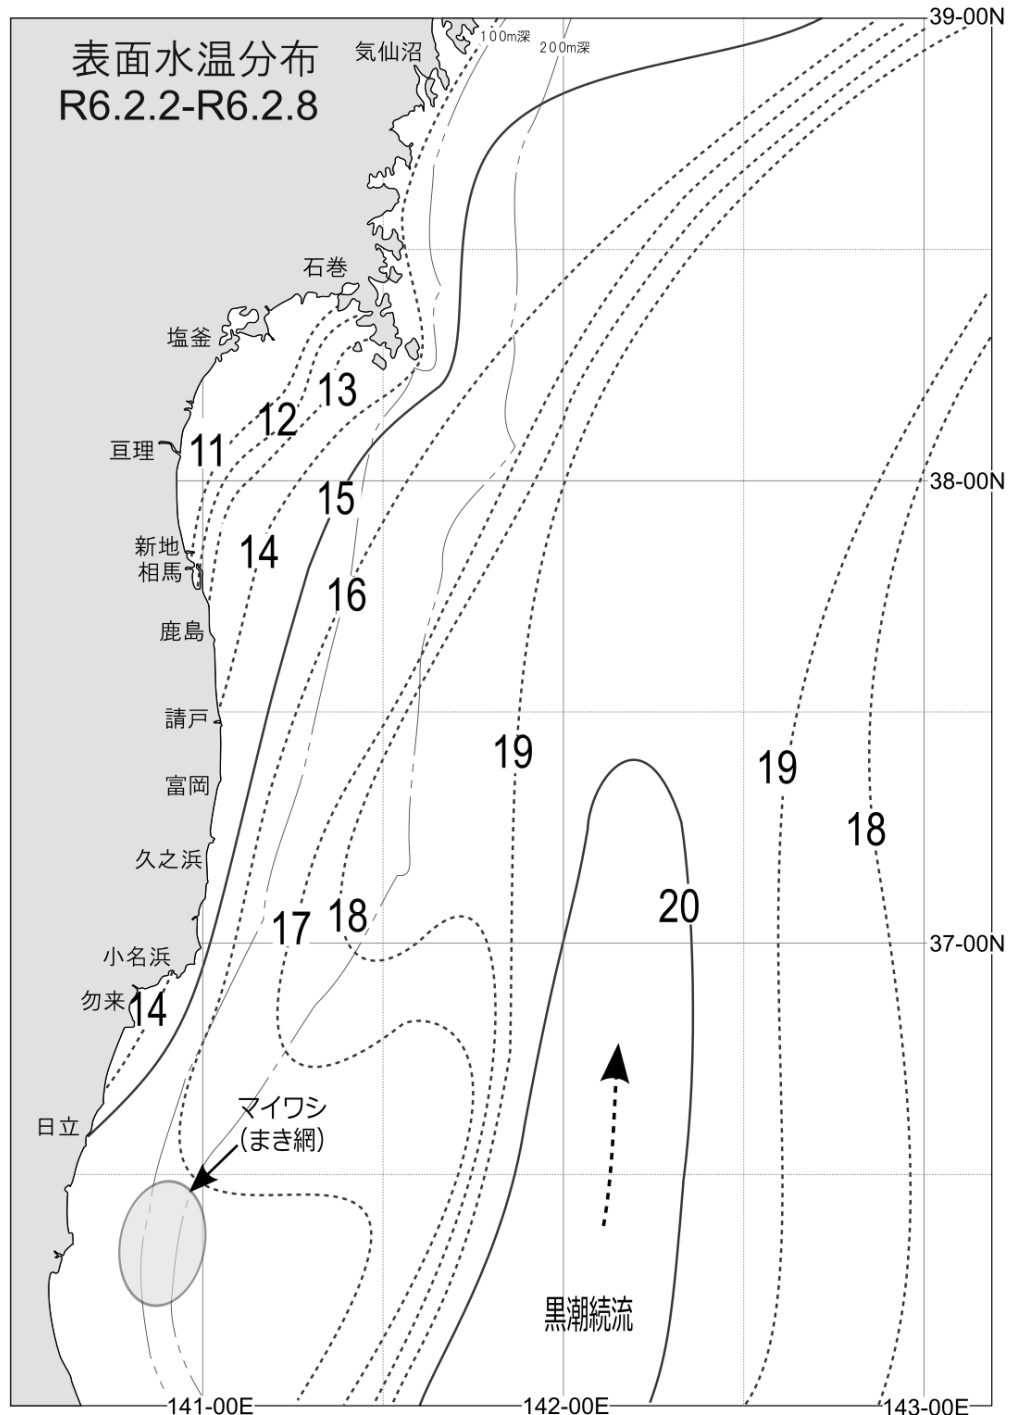 39-00N
100m深
200m深
気仙沼
表面水温分布
R6.2.2-R6.2.8
石巻
塩釜
13
12
11
亘理
38-00N
15
新地
14
相馬
16
鹿島
請戸
19
19
富岡
18
久之浜
20
18
17
37-00N
小名浜
勿来
14
マイワシ
日立
(まき網)
黒潮続流
141-00E
142-00E
143-00E